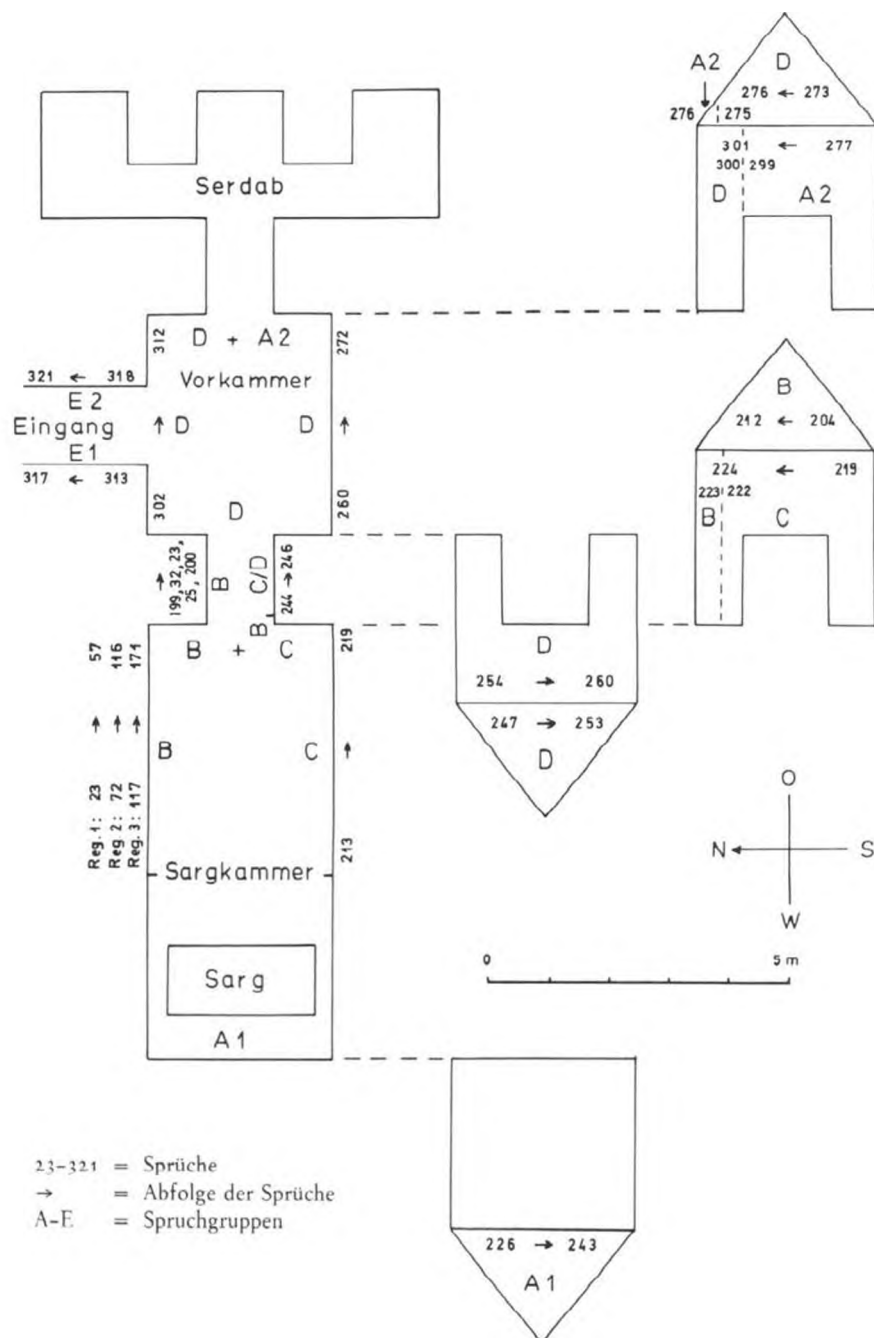 D
A2
276 ← 273
276 275
301 ← 277
300 299
D A2
Serdab
D + A2
312
272
Vorkammer
321 ← 318
E2
Eingang
→ D
D →
E1
317 ← 313
302
260
D
B
212 ← 204
224 ← 219
223 222
B C
→
199, 32, 23,
25, 200
B
C/D
244 → 246
B
B + C
219
57
116
171
→ → →
B
C →
Reg. 1: 23
Reg. 2: 72
Reg. 3: 117
213
D
254 → 260
247 → 253
D
O
N S
W
Sargkammer
0 5 m
Sarg
A1
226 → 243
A1
23-321 = Sprüche
→ = Abfolge der Sprüche
A-E = Spruchgruppen